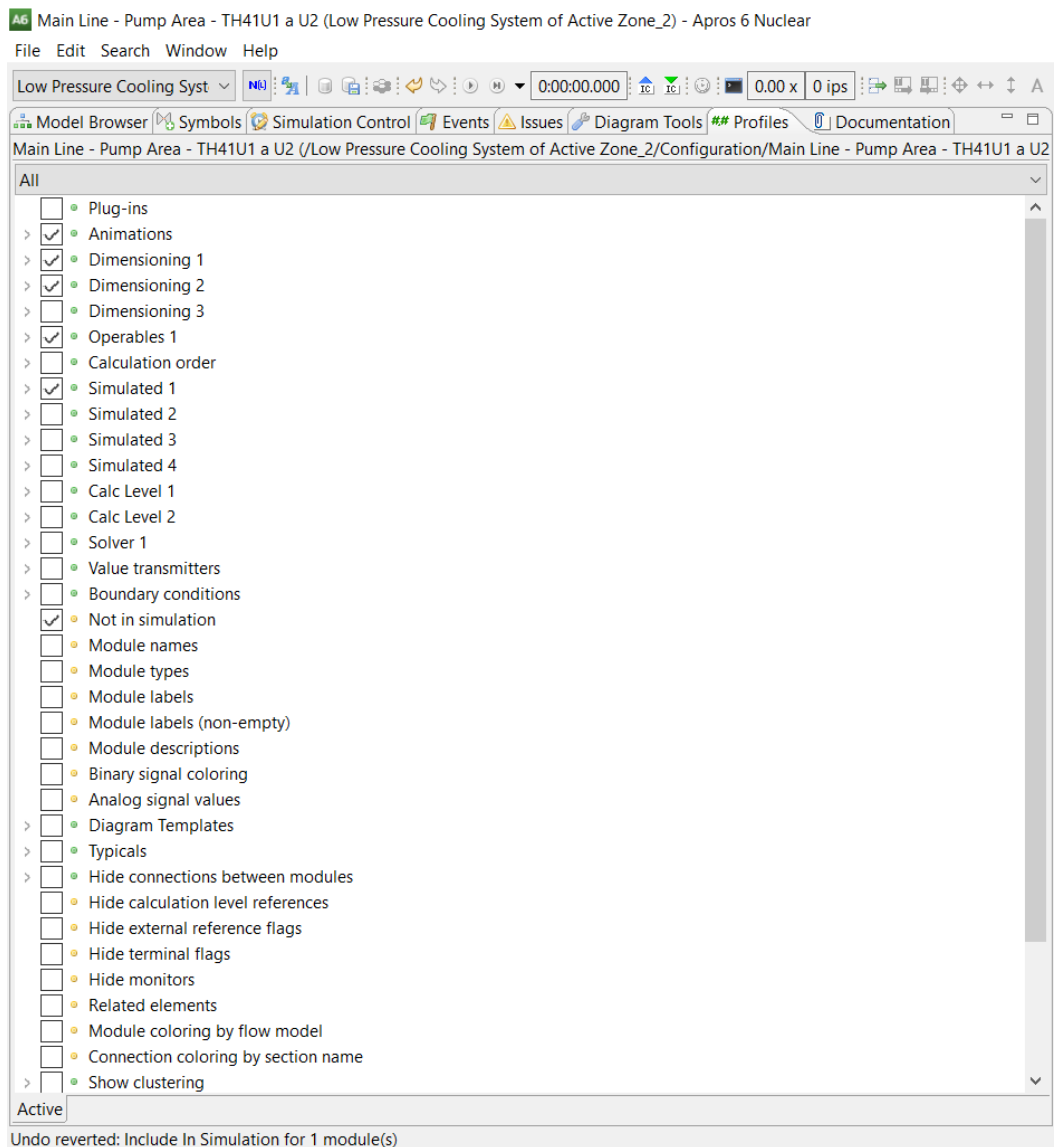 A6 Main Line - Pump Area - TH41U1 a U2 (Low Pressure Cooling System of Active Zone_2) - Apros 6 Nuclear
File Edit Search Window Help
Low Pressure Cooling Syst 0:00:00.000 IC IC 0.00 x 0 ips A
Model Browser Symbols Simulation Control Events Issues Diagram Tools ## Profiles Documentation
Main Line - Pump Area - TH41U1 a U2 (/Low Pressure Cooling System of Active Zone_2/Configuration/Main Line - Pump Area - TH41U1 a U2
All
Plug-ins
Animations
Dimensioning 1
Dimensioning 2
Dimensioning 3
Operables 1
Calculation order
Simulated 1
Simulated 2
Simulated 3
Simulated 4
Calc Level 1
Calc Level 2
Solver 1
Value transmitters
Boundary conditions
Not in simulation
Module names
Module types
Module labels
Module labels (non-empty)
Module descriptions
Binary signal coloring
Analog signal values
Diagram Templates
Typicals
Hide connections between modules
Hide calculation level references
Hide external reference flags
Hide terminal flags
Hide monitors
Related elements
Module coloring by flow model
Connection coloring by section name
Show clustering
Active
Undo reverted: Include In Simulation for 1 module(s)